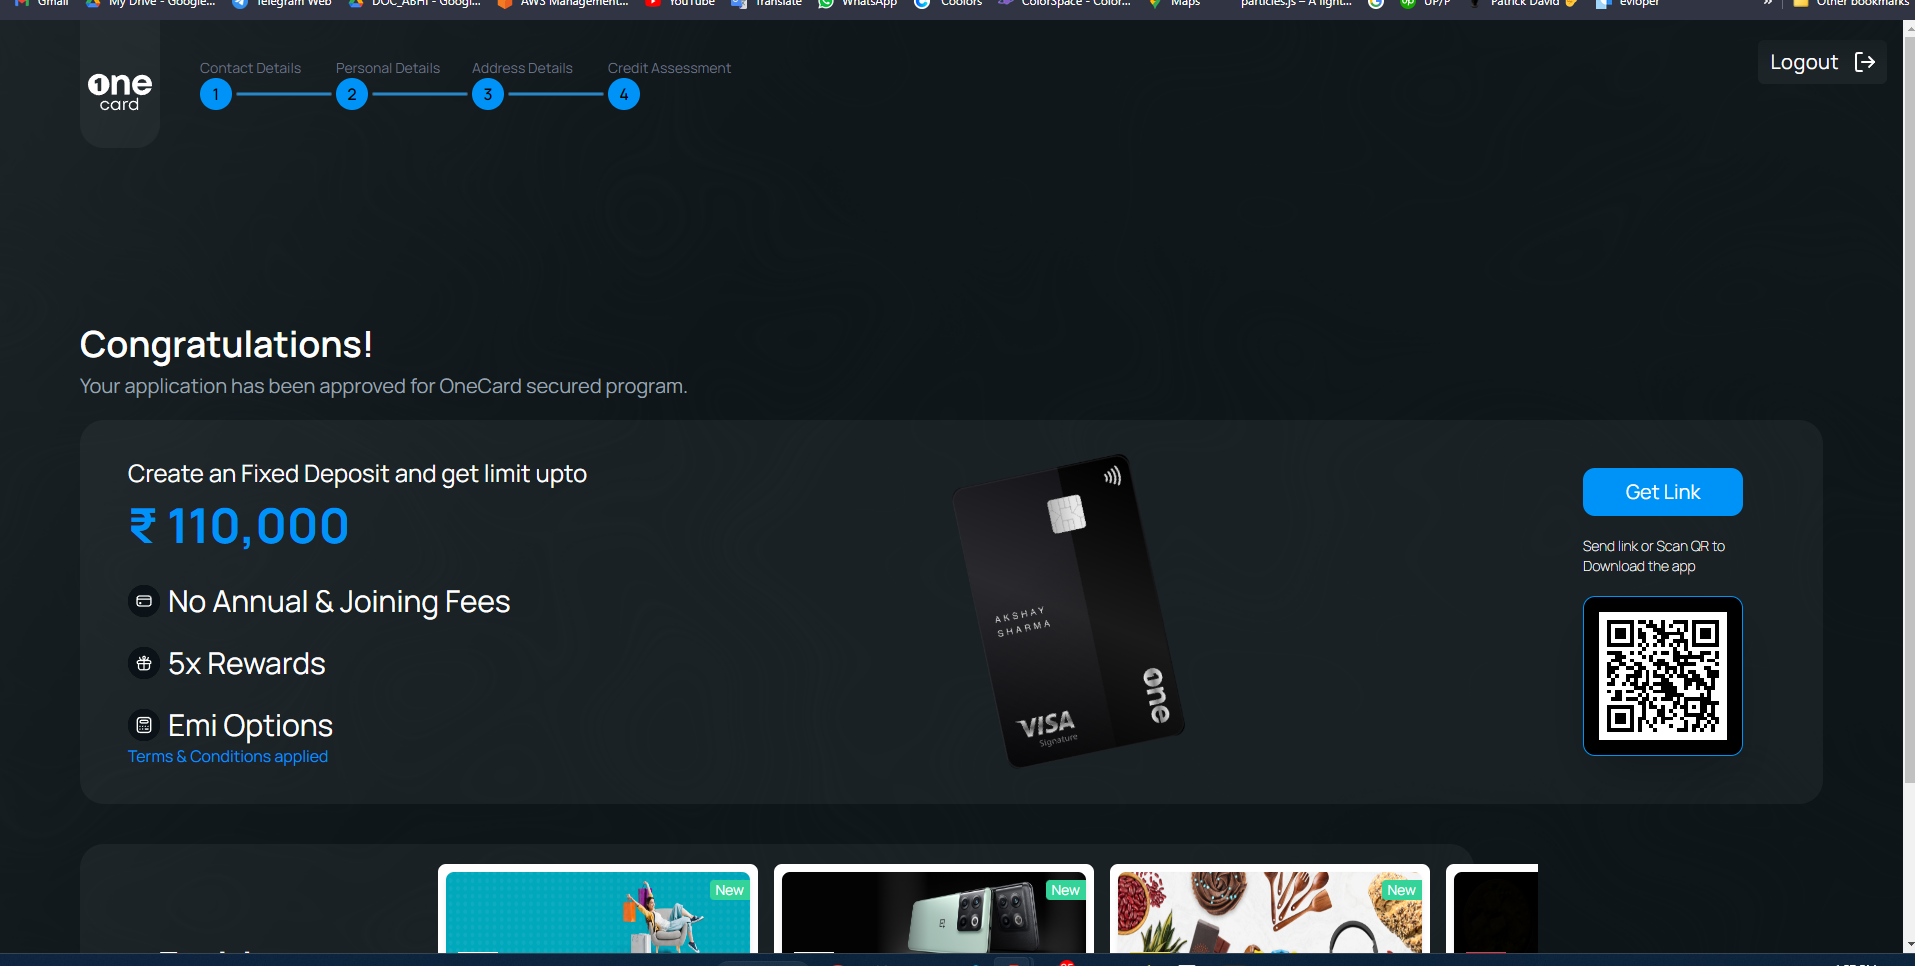 Gmail My Drive - Google... Telegram Web DOC_ABHI - Googl... AWS Management... YouTube Translate WhatsApp Coolors ColorSpace - Color... Maps particles.js – A light... UP/P Patrick David evloper » Other bookmarks
one
card
Contact Details Personal Details Address Details Credit Assessment
1 2 3 4
Logout
Congratulations!
Your application has been approved for OneCard secured program.
Create an Fixed Deposit and get limit upto
₹ 110,000
No Annual & Joining Fees
5x Rewards
Emi Options
Terms & Conditions applied
AKSHAY
SHARMA
VISA
Signature
one
Get Link
Send link or Scan QR to
Download the app
New
New
New